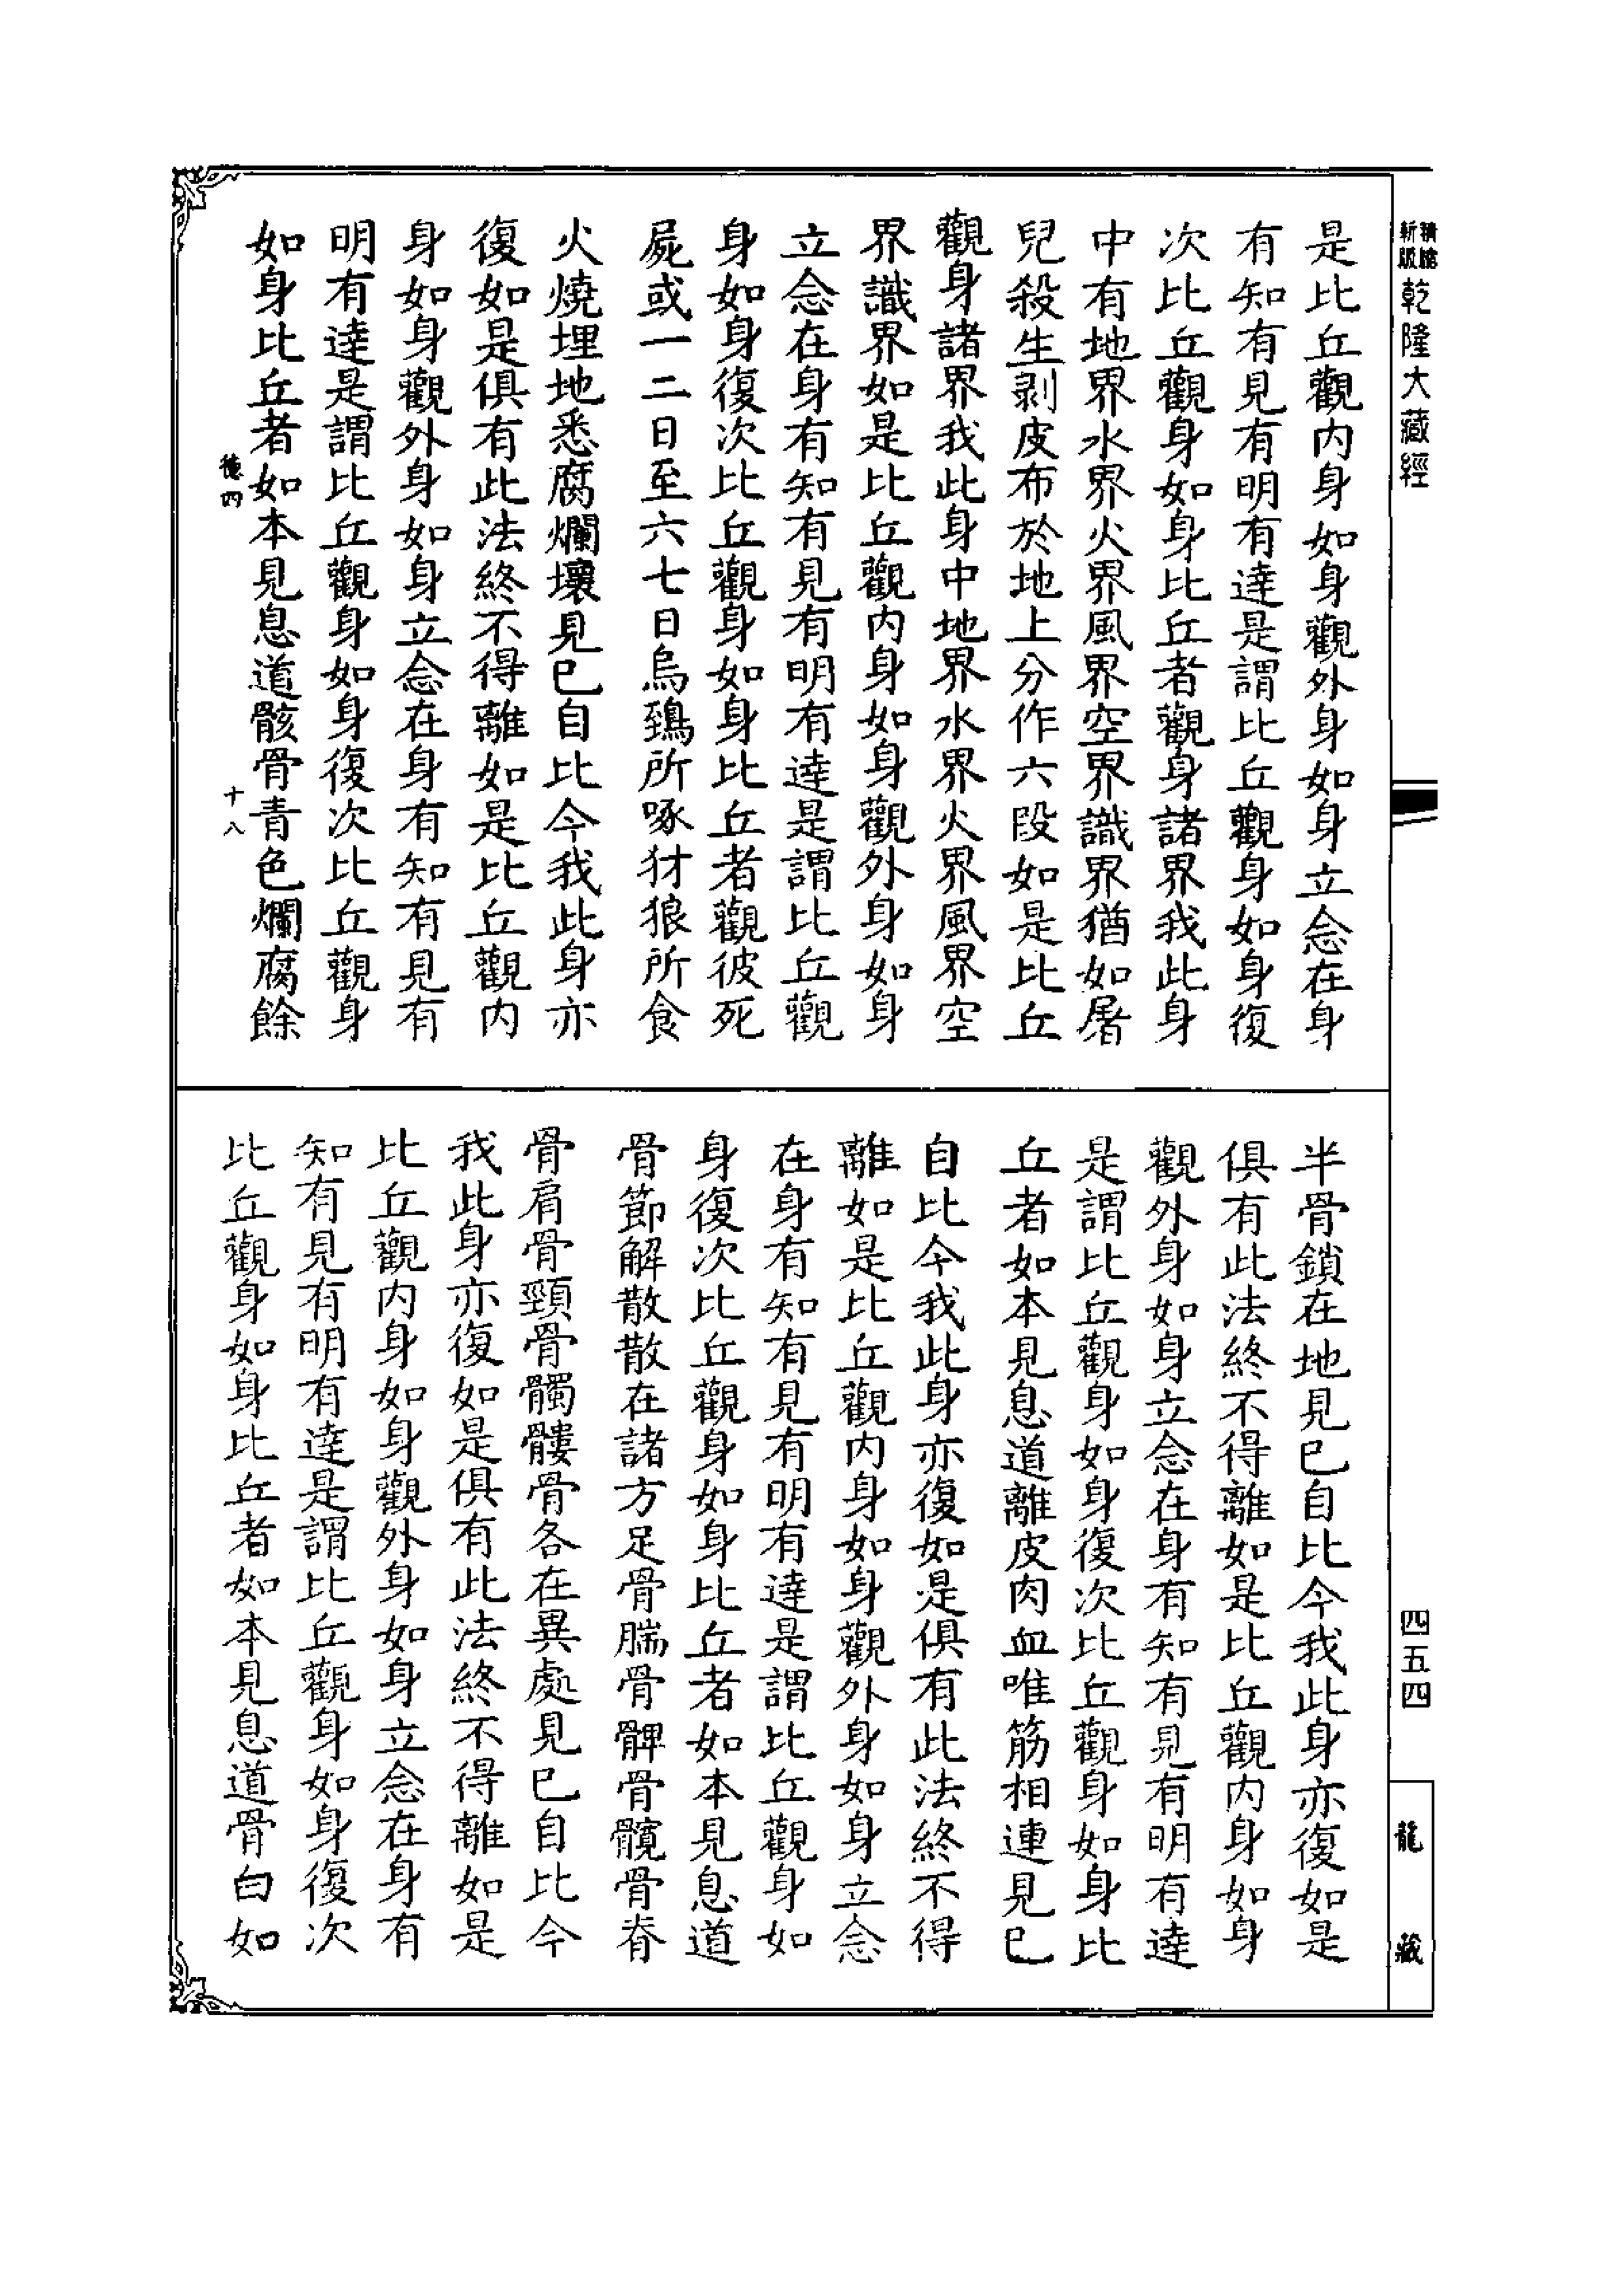 精繪
新版
乾隆大藏經
是比丘觀内身如身觀外身如身立念在身
有知有見有明有達是謂比丘觀身如身復
次比丘觀身如身比丘者觀身諸界我此身
中有地界水界火界風界空界識界猶如屠
兒殺生剥皮布於地上分作六段如是比丘
觀身諸界我此身中地界水界火界風界空
界識界如是比丘觀内身如身觀外身如身
立念在身有知有見有明有達是謂比丘觀
身如身復次比丘觀身如身比丘者觀彼死
屍或一二日至六七日烏鵄所啄犲狼所食
火燒埋地悉腐爛壞見已自比今我此身亦
復如是俱有此法終不得離如是比丘觀内
身如身觀外身如身立念在身有知有見有
明有達是謂比丘觀身如身復次比丘觀身
如身比丘者如本見息道骸骨青色爛腐餘
德四
十八
半骨鎖在地見已自比今我此身亦復如是
俱有此法終不得離如是比丘觀内身如身
觀外身如身立念在身有知有見有明有達
是謂比丘觀身如身復次比丘觀身如身比
丘者如本見息道離皮肉血唯筋相連見已
自比今我此身亦復如是俱有此法終不得
離如是比丘觀内身如身觀外身如身立念
在身有知有見有明有達是謂比丘觀身如
身復次比丘觀身如身比丘者如本見息道
骨節解散散在諸方足骨腨骨髀骨髖骨脊
骨肩骨頸骨髑髏骨各在異處見已自比今
我此身亦復如是俱有此法終不得離如是
比丘觀内身如身觀外身如身立念在身有
知有見有明有達是謂比丘觀身如身復次
比丘觀身如身比丘者如本見息道骨白如
四五四
龍藏